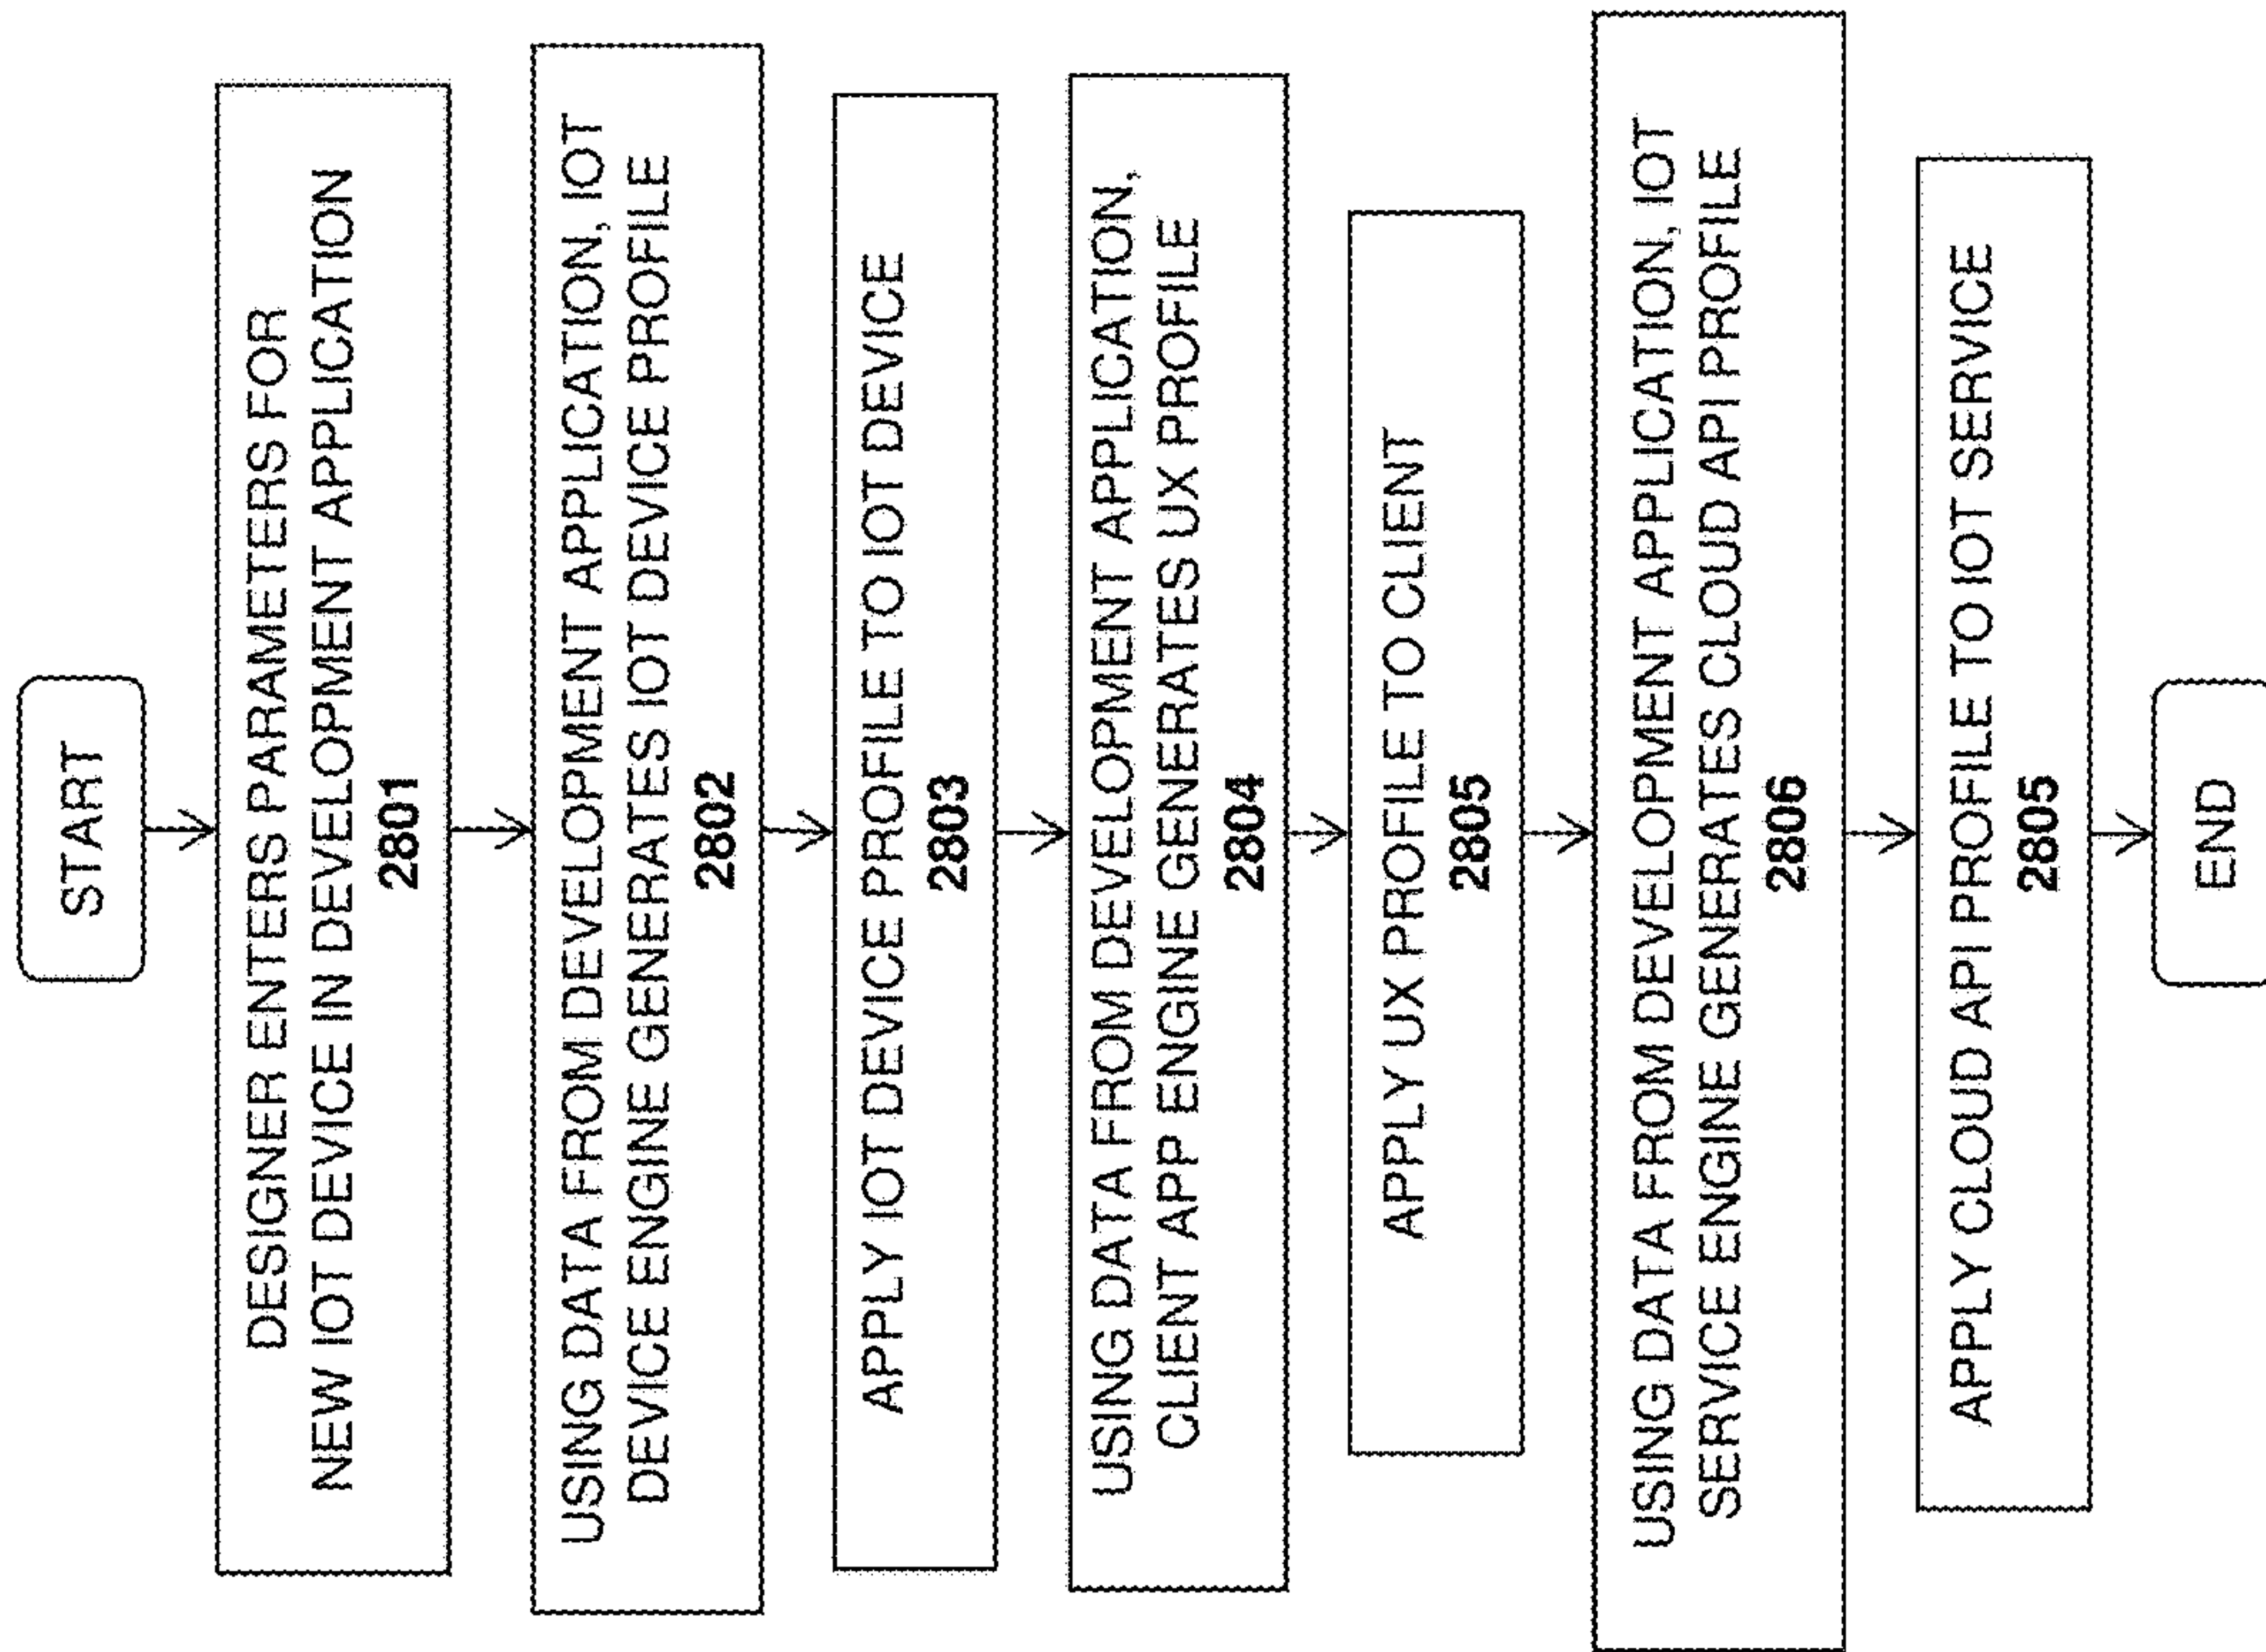 START
DESIGNER ENTERS PARAMETERS FOR
NEW IOT DEVICE IN DEVELOPMENT APPLICATION
2801
USING DATA FROM DEVELOPMENT APPLICATION, IOT
DEVICE ENGINE GENERATES IOT DEVICE PROFILE
2802
APPLY IOT DEVICE PROFILE TO IOT DEVICE
2803
USING DATA FROM DEVELOPMENT APPLICATION,
CLIENT APP ENGINE GENERATES UX PROFILE
2804
APPLY UX PROFILE TO CLIENT
2805
USING DATA FROM DEVELOPMENT APPLICATION, IOT
SERVICE ENGINE GENERATES CLOUD API PROFILE
2806
APPLY CLOUD API PROFILE TO IOT SERVICE
2805
END